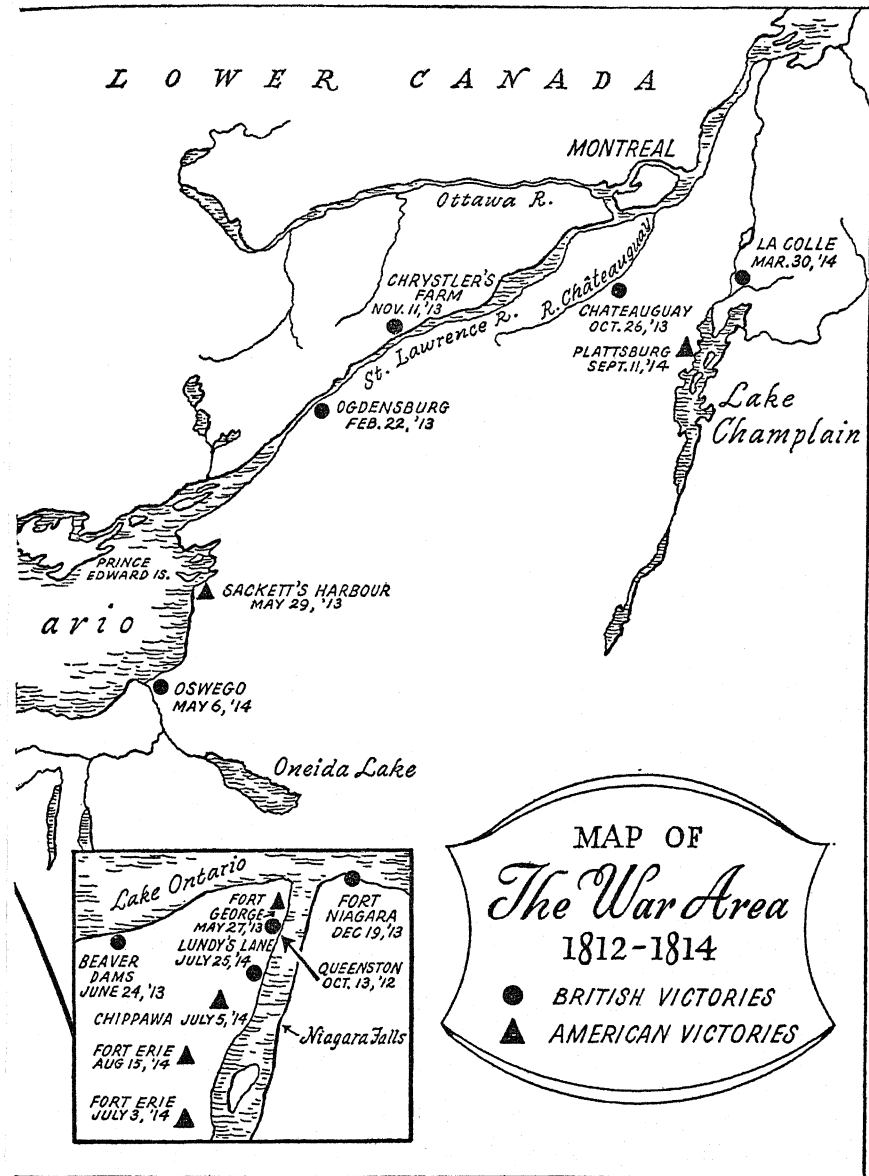 LOWER CANADA
MONTREAL
Ottawa R.
LA COLLE
MAR. 30, '14
CHRYSTLER'S
FARM
NOV. 11, '13
R. Châteauguay
CHATEAUGUAY
OCT. 26, '13
St. Lawrence R.
PLATTSBURG
SEPT. 11, '14
OGDENSBURG
FEB. 22, '13
Lake
Champlain
PRINCE
EDWARD IS.
SACKETT'S HARBOUR
MAY 29, '13
ario
OSWEGO
MAY 6, '14
Oneida Lake
Lake Ontario
FORT
GEORGE
MAY 27, '13
FORT
NIAGARA
DEC 19, '13
LUNDY'S LANE
JULY 25, '14
QUEENSTON
OCT. 13, '12
BEAVER
DAMS
JUNE 24, '13
CHIPPAWA JULY 5, '14
Niagara Falls
FORT ERIE
AUG 15, '14
FORT ERIE
JULY 3, '14
MAP OF
The War Area
1812-1814
BRITISH VICTORIES
AMERICAN VICTORIES